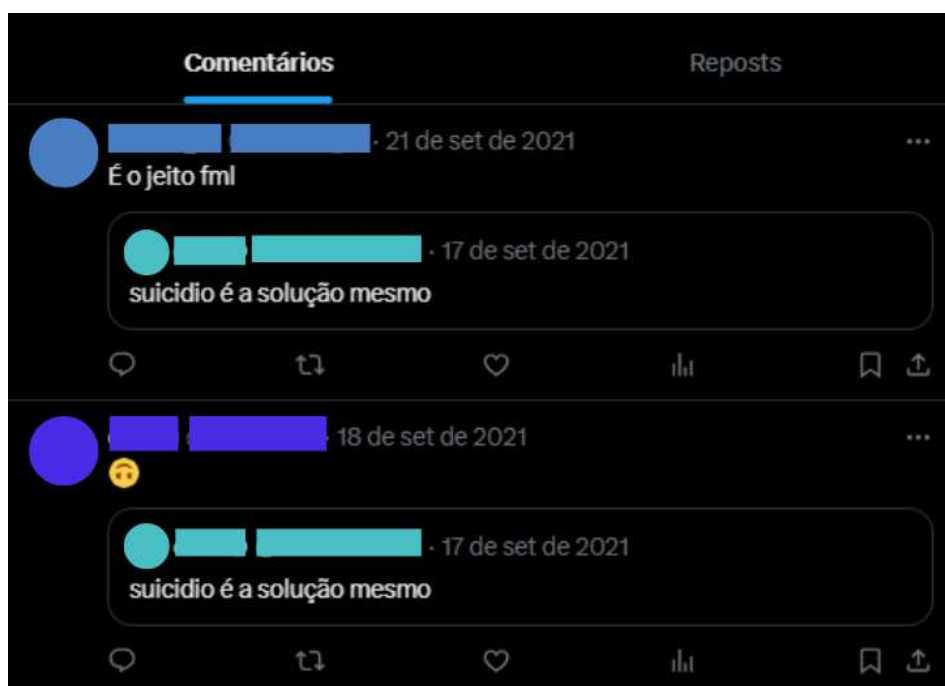 Comentários Reposts
· 21 de set de 2021
É o jeito fml
· 17 de set de 2021
suicidio é a solução mesmo
· 18 de set de 2021
🙃
· 17 de set de 2021
suicidio é a solução mesmo